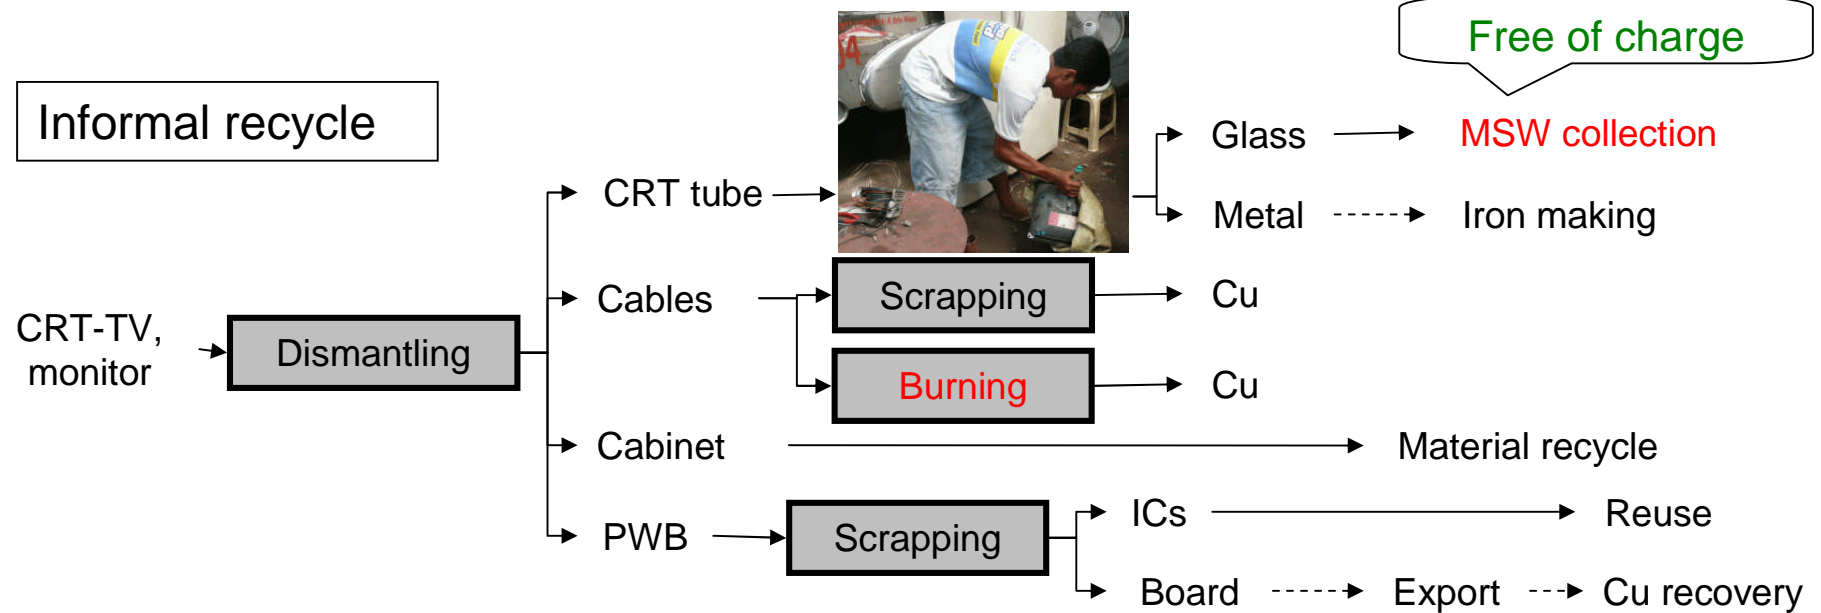 Free of charge
Informal recycle
Glass
MSW collection
CRT tube
Metal
Iron making
Cables
Scrapping
Cu
CRT-TV,
monitor
Dismantling
Burning
Cu
Cabinet
Material recycle
ICs
Reuse
PWB
Scrapping
Board
Export
Cu recovery